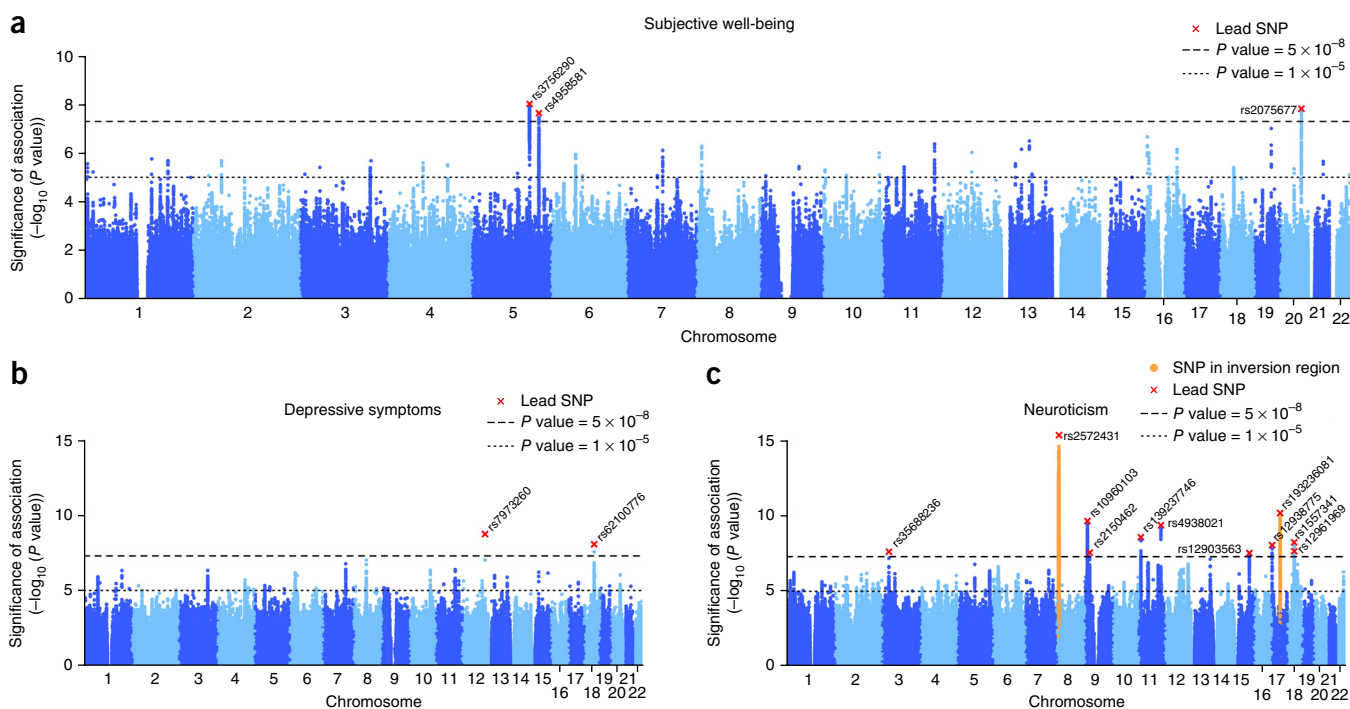 a
Subjective well-being
× Lead SNP
P value = 5 × 10⁻⁸
P value = 1 × 10⁻⁵
Significance of association
(–log₁₀ (P value))
10
8
6
4
2
0
rs3756290
rs4958581
rs2075677
1 2 3 4 5 6 7 8 9 10 11 12 13 14 15 16 17 18 19 20 21 22
Chromosome
b
Depressive symptoms
× Lead SNP
P value = 5 × 10⁻⁸
P value = 1 × 10⁻⁵
Significance of association
(–log₁₀ (P value))
15
10
5
0
rs7973260
rs62100776
1 2 3 4 5 6 7 8 9 10 11 12 13 14 15 16 17 18 19 20 21 22
Chromosome
c
Neuroticism
SNP in inversion region
× Lead SNP
P value = 5 × 10⁻⁸
P value = 1 × 10⁻⁵
Significance of association
(–log₁₀ (P value))
15
10
5
0
rs35688236
rs2572431
rs10960103
rs2150462
rs139237746
rs4938021
rs12903563
rs193236081
rs12938775
rs1557341
rs12961969
1 2 3 4 5 6 7 8 9 10 11 12 13 14 15 16 17 18 19 20 21 22
Chromosome